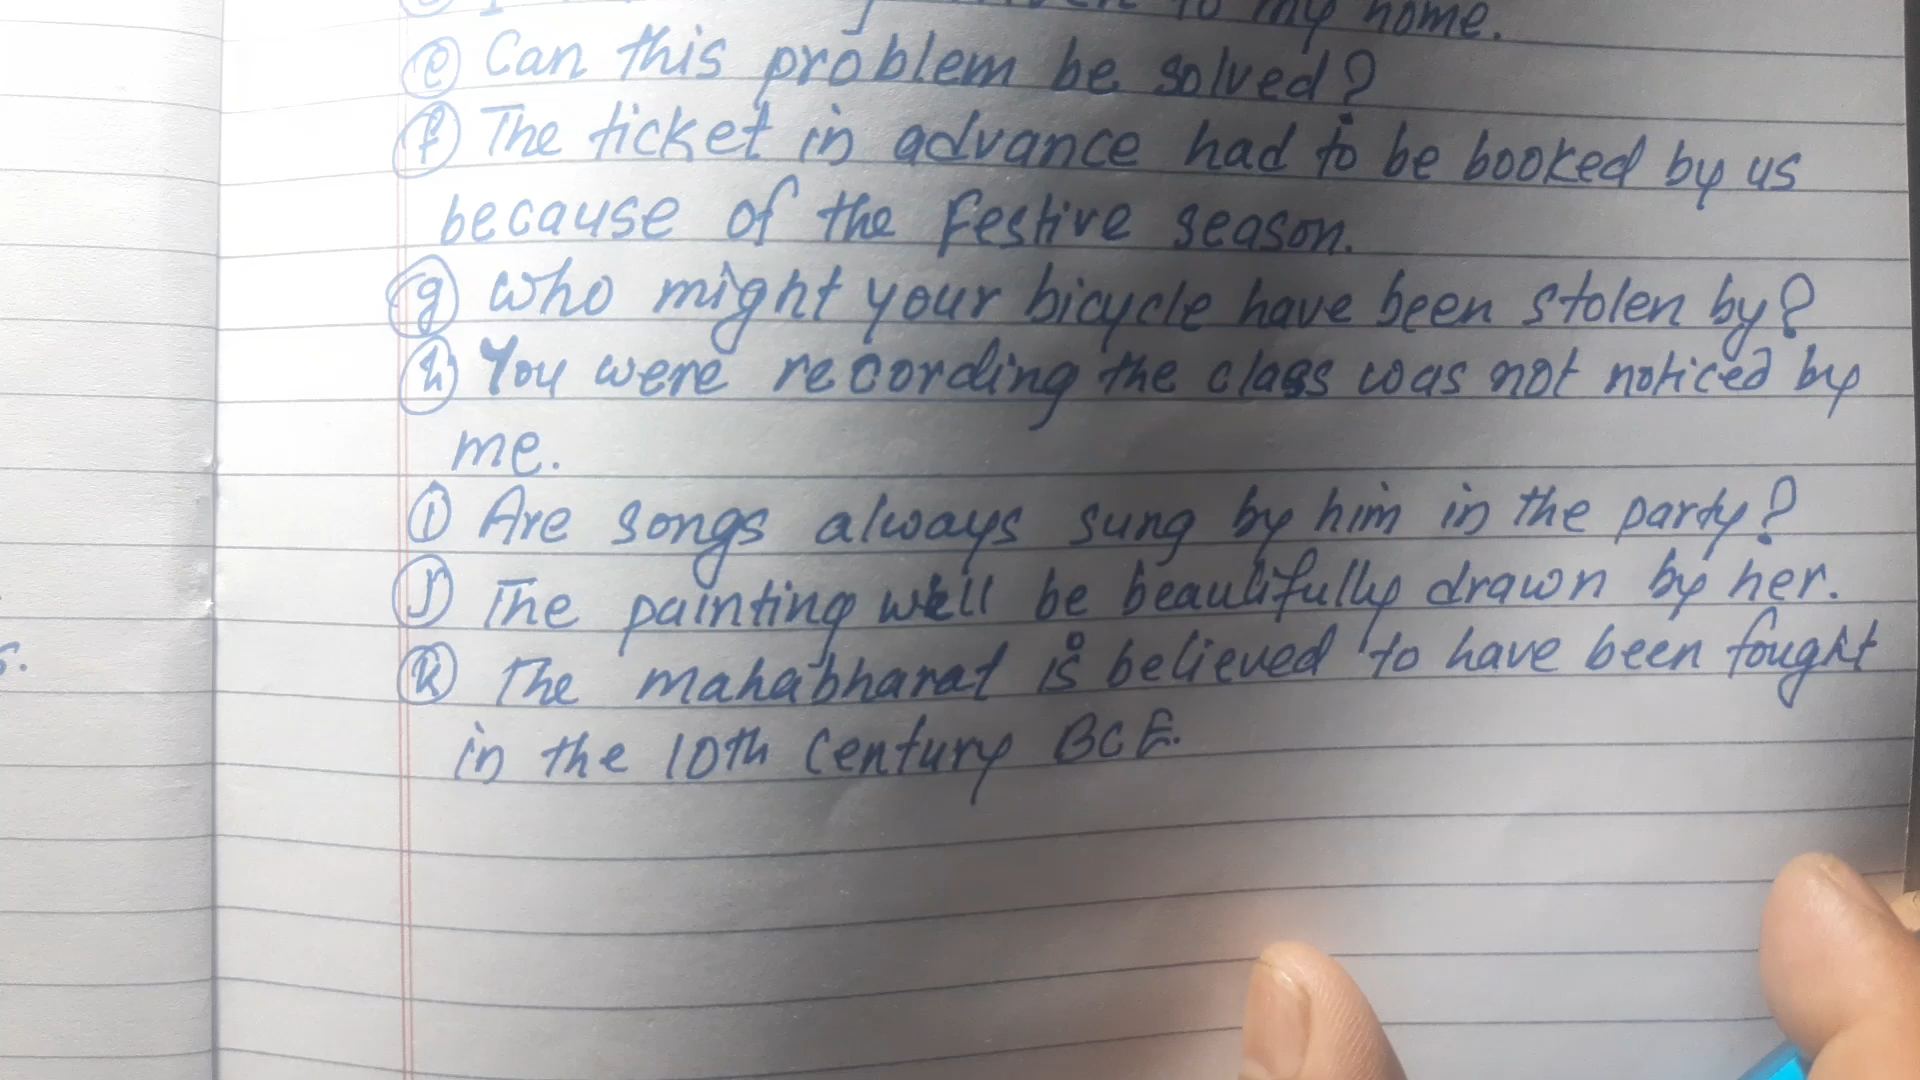 to my home.
(e) Can this problem be solved?
(f) The ticket in advance had to be booked by us
because of the festive season.
(g) Who might your bicycle have been stolen by?
(h) You were recording the class was not noticed by
me.
(i) Are songs always sung by him in the party?
(j) The painting will be beautifully drawn by her.
(k) The mahabharat is believed to have been fought
in the 10th Century BCE.